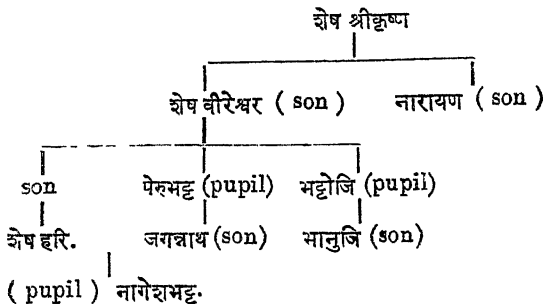 शेष श्रीकृष्ण
शेष वीरेश्वर ( son ) नारायण ( son )
son पेरुभट्ट (pupil) भट्टोजि (pupil)
शेष हरि. जगन्नाथ (son) भानुजि (son)
( pupil ) नागेशभट्ट.